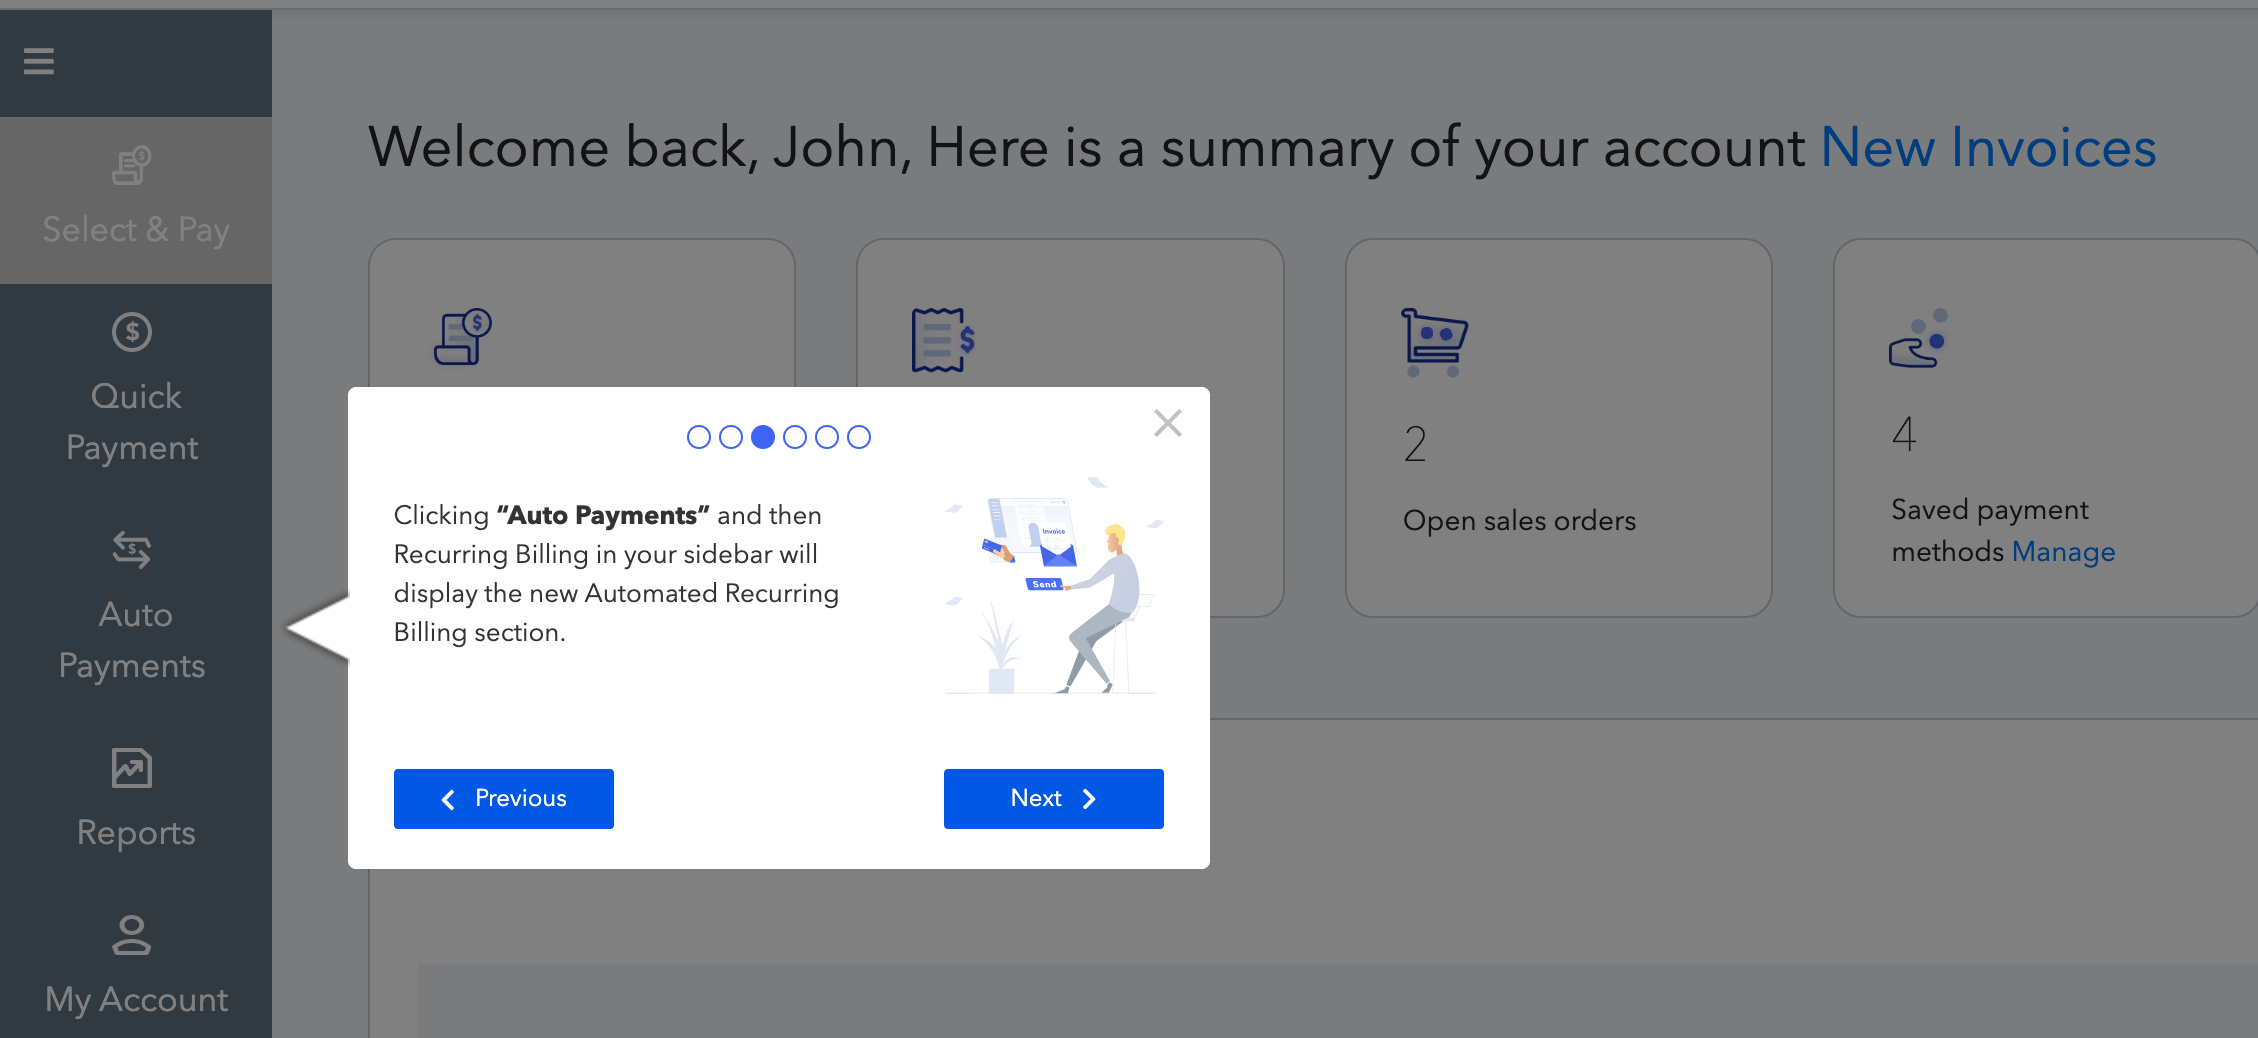 Welcome back, John, Here is a summary of your account New Invoices
Select & Pay
Quick
Payment
Auto
Payments
Reports
My Account
2
Open sales orders
4
Saved payment
methods Manage
Clicking “Auto Payments” and then
Recurring Billing in your sidebar will
display the new Automated Recurring
Billing section.
Invoice
Send
Previous
Next